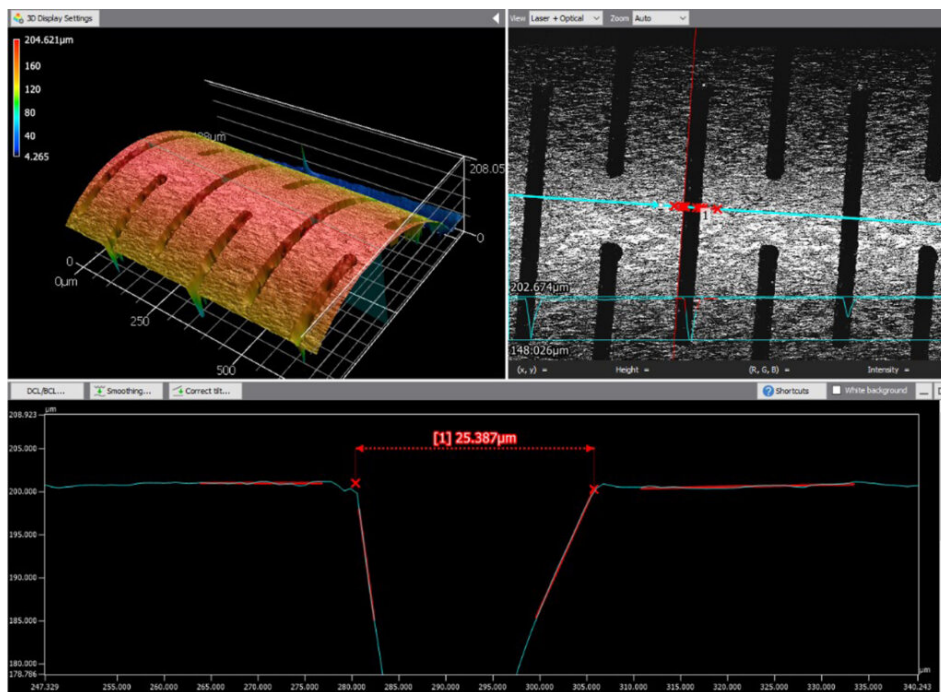 3D Display Settings
204.621µm
160
120
80
40
4.265
208.05
0
0
0µm
250
500
View Laser + Optical Zoom Auto
1
202.674µm
148.026µm
(x, y) = Height = (R, G, B) = Intensity =
DCL/BCL... Smoothing... Correct tilt... Shortcuts White background
µm
208.923
205.000
200.000
195.000
190.000
185.000
180.000
178.786
[1] 25.387µm
µm
247.329 255.000 260.000 265.000 270.000 275.000 280.000 285.000 290.000 295.000 300.000 305.000 310.000 315.000 320.000 325.000 330.000 335.000 340.243